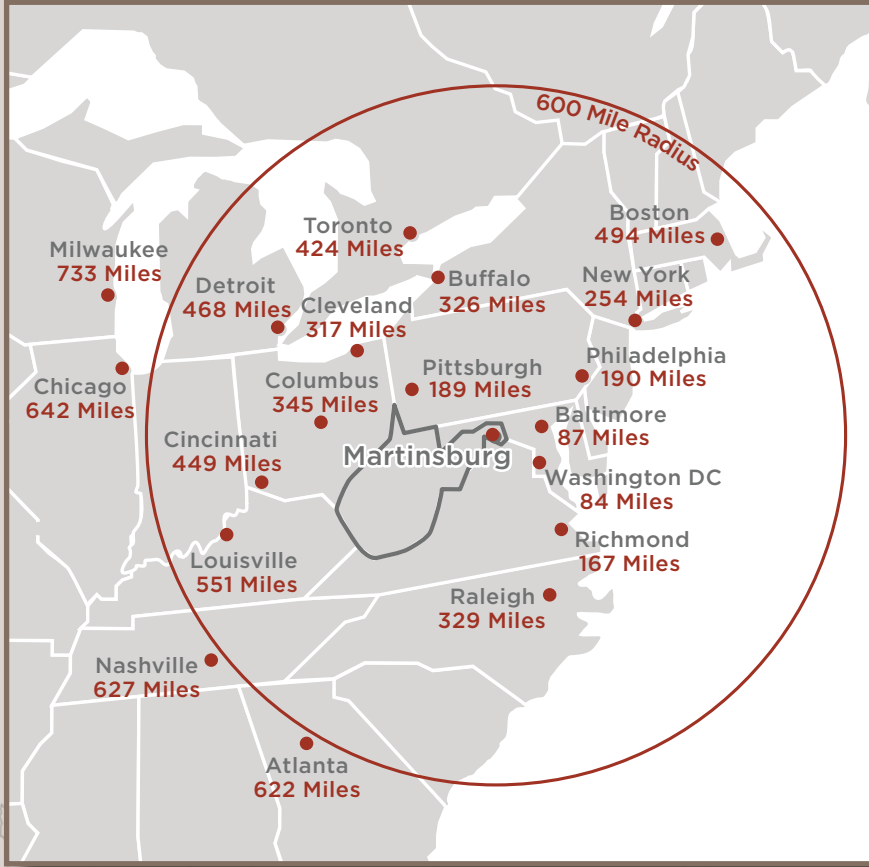 600 Mile Radius
Boston
494 Miles
Toronto
424 Miles
Milwaukee
733 Miles
Detroit
468 Miles
Cleveland
317 Miles
Buffalo
326 Miles
New York
254 Miles
Chicago
642 Miles
Columbus
345 Miles
Pittsburgh
189 Miles
Philadelphia
190 Miles
Cincinnati
449 Miles
Martinsburg
Baltimore
87 Miles
Washington DC
84 Miles
Louisville
551 Miles
Richmond
167 Miles
Raleigh
329 Miles
Nashville
627 Miles
Atlanta
622 Miles